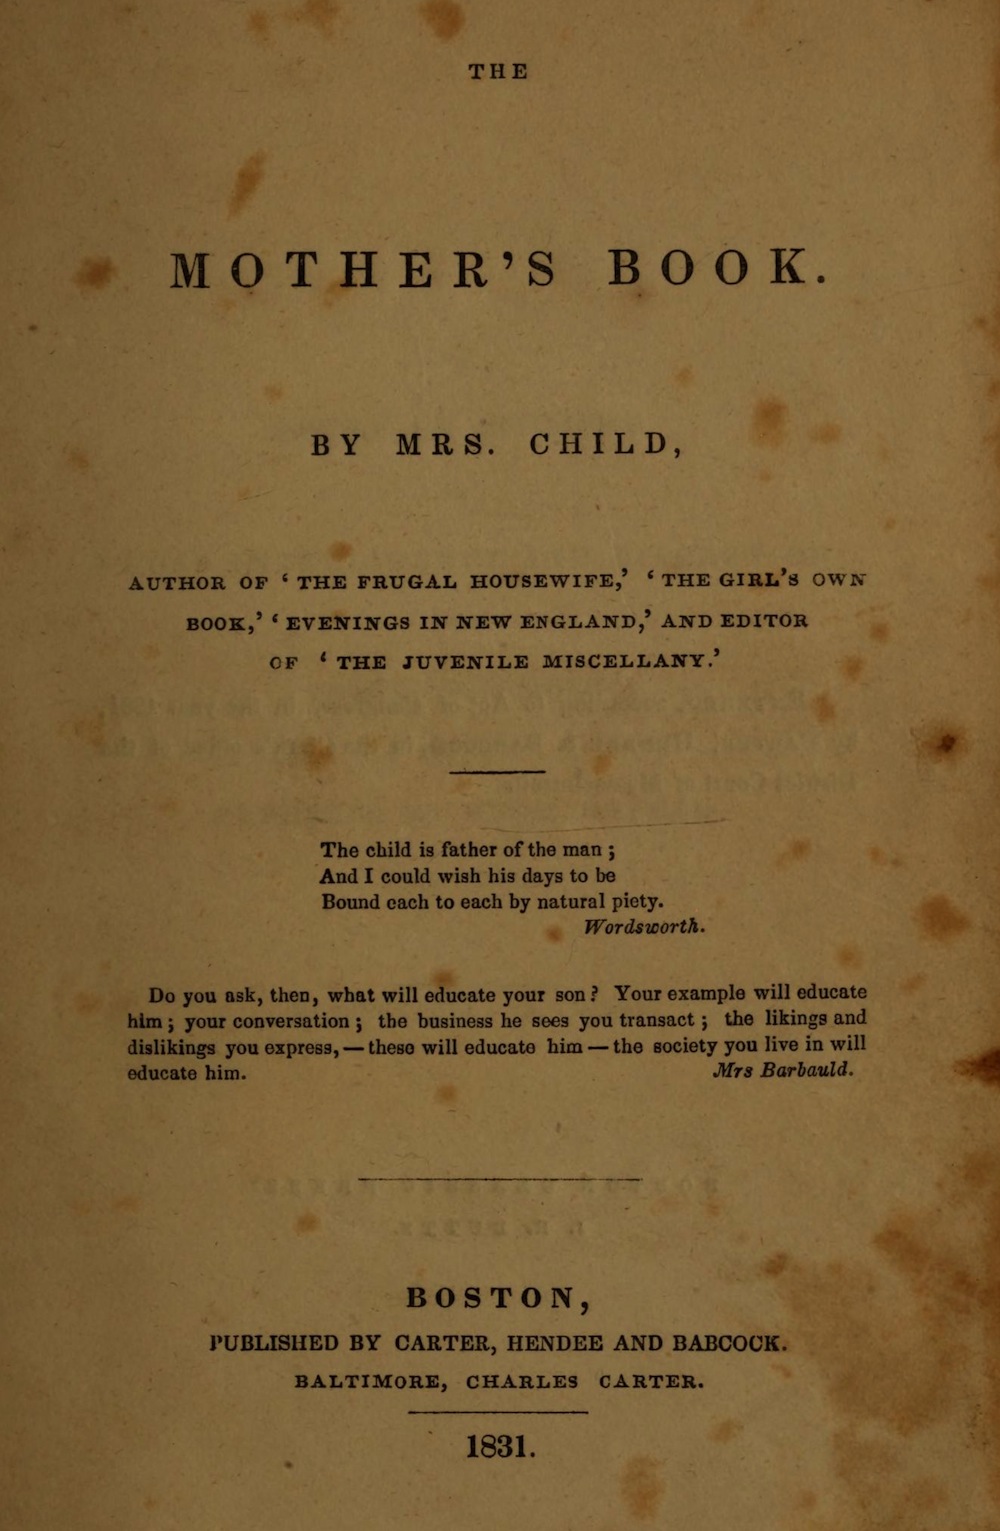 THE
MOTHER'S BOOK.
BY MRS. CHILD,
AUTHOR OF ‘ THE FRUGAL HOUSEWIFE,’ ‘ THE GIRL'S OWN
BOOK,’ ‘ EVENINGS IN NEW ENGLAND,’ AND EDITOR
OF ‘ THE JUVENILE MISCELLANY.’
The child is father of the man ;
And I could wish his days to be
Bound each to each by natural piety.
Wordsworth.
Do you ask, then, what will educate your son ? Your example will educate
him ; your conversation ; the business he sees you transact ; the likings and
dislikings you express, — these will educate him — the society you live in will
educate him. Mrs Barbauld.
BOSTON,
PUBLISHED BY CARTER, HENDEE AND BABCOCK.
BALTIMORE, CHARLES CARTER.
1831.